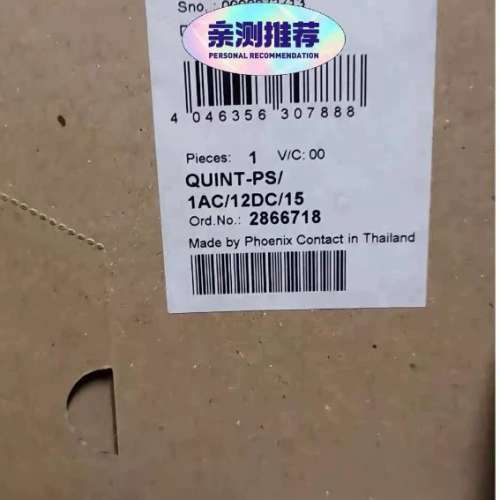 Sno.:
亲测推荐
PERSONAL RECOMMENDATION
4 046356 307888
Pieces: 1 V/C: 00
QUINT-PS/
1AC/12DC/15
Ord.No.: 2866718
Made by Phoenix Contact in Thailand